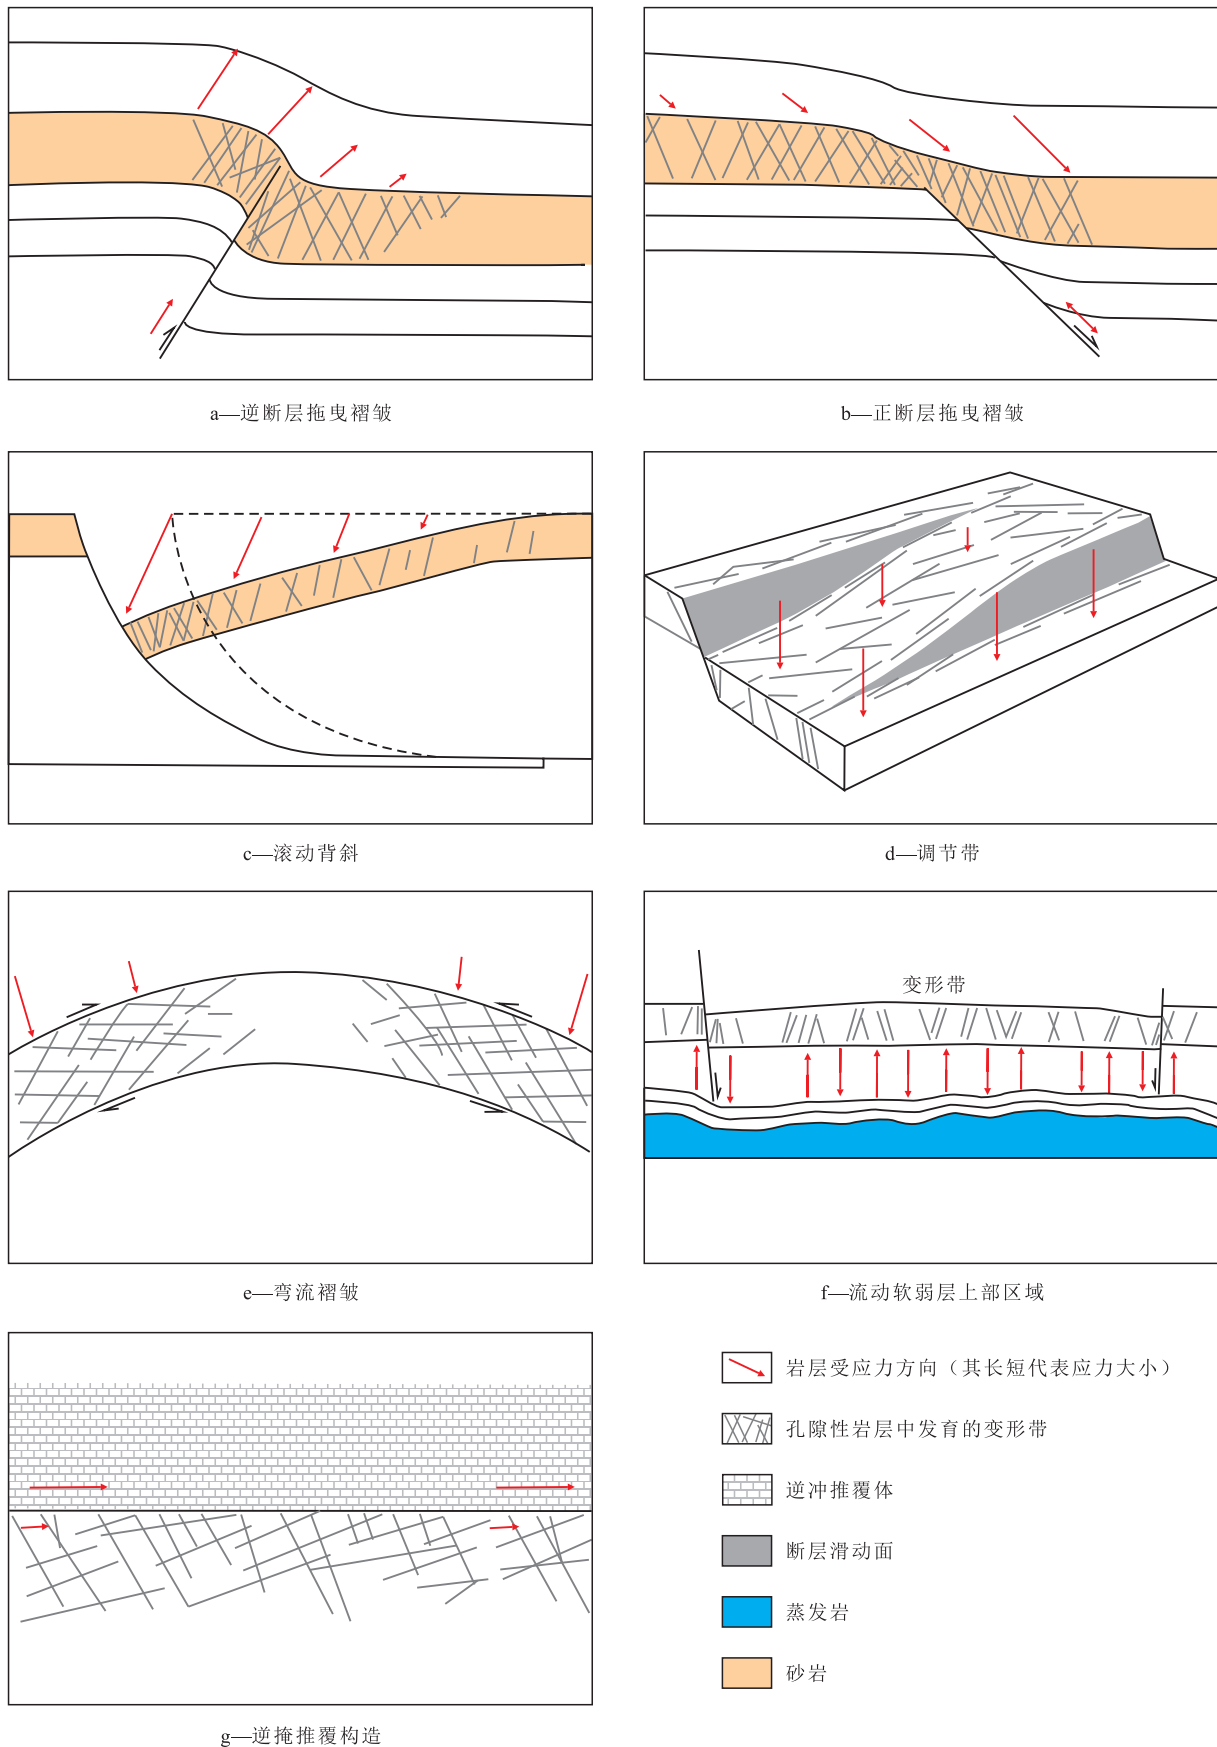 a—逆断层拖曳褶皱
b—正断层拖曳褶皱
c—滚动背斜
d—调节带
变形带
e—弯流褶皱
f—流动软弱层上部区域
岩层受应力方向（其长短代表应力大小）
孔隙性岩层中发育的变形带
逆冲推覆体
断层滑动面
蒸发岩
砂岩
g—逆掩推覆构造